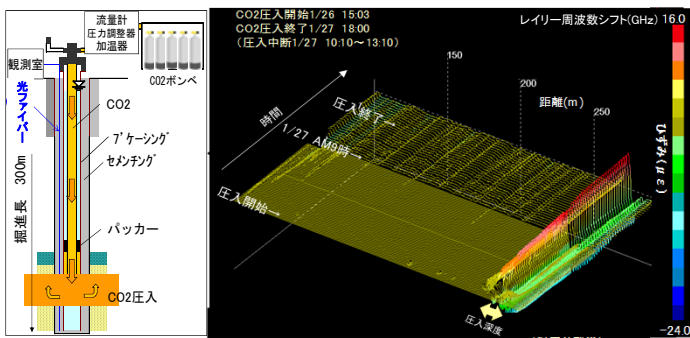 流量計
圧力調整器
加温器
観測室
CO2ボンベ
光ファイバー
CO2
ケーシング
セメンチング
掘進長 300m
パッカー
CO2圧入
CO2圧入開始1/26 15:03
CO2圧入終了1/27 18:00
(圧入中断1/27 10:10～13:10)
レイリー周波数シフト(GHz) 16.0
150
200
250
距離(m)
時間
圧入終了→
1/27 AM9時→
圧入開始→
ひずみ(με)
圧入深度
-24.0